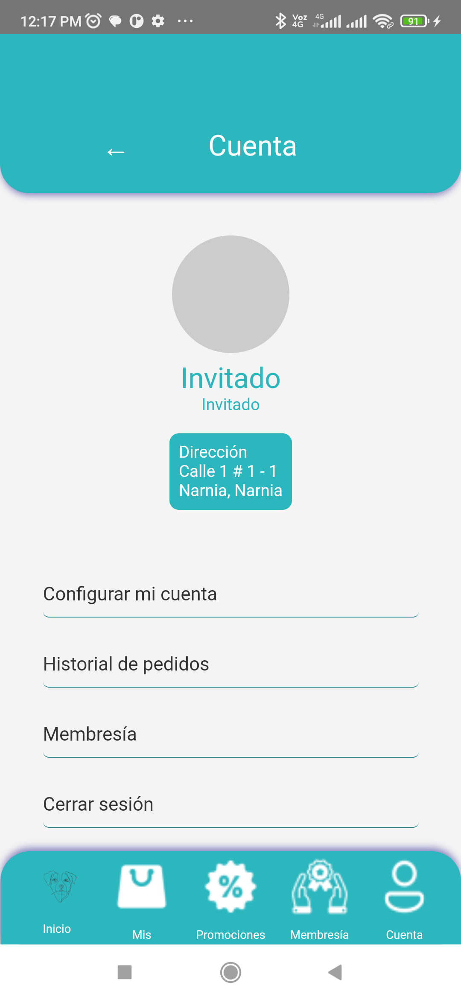 12:17 PM
Voz 4G
4G
91
←
Cuenta
Invitado
Invitado
Dirección
Calle 1 # 1 - 1
Narnia, Narnia
Configurar mi cuenta
Historial de pedidos
Membresía
Cerrar sesión
%
Inicio
Mis
Promociones
Membresía
Cuenta